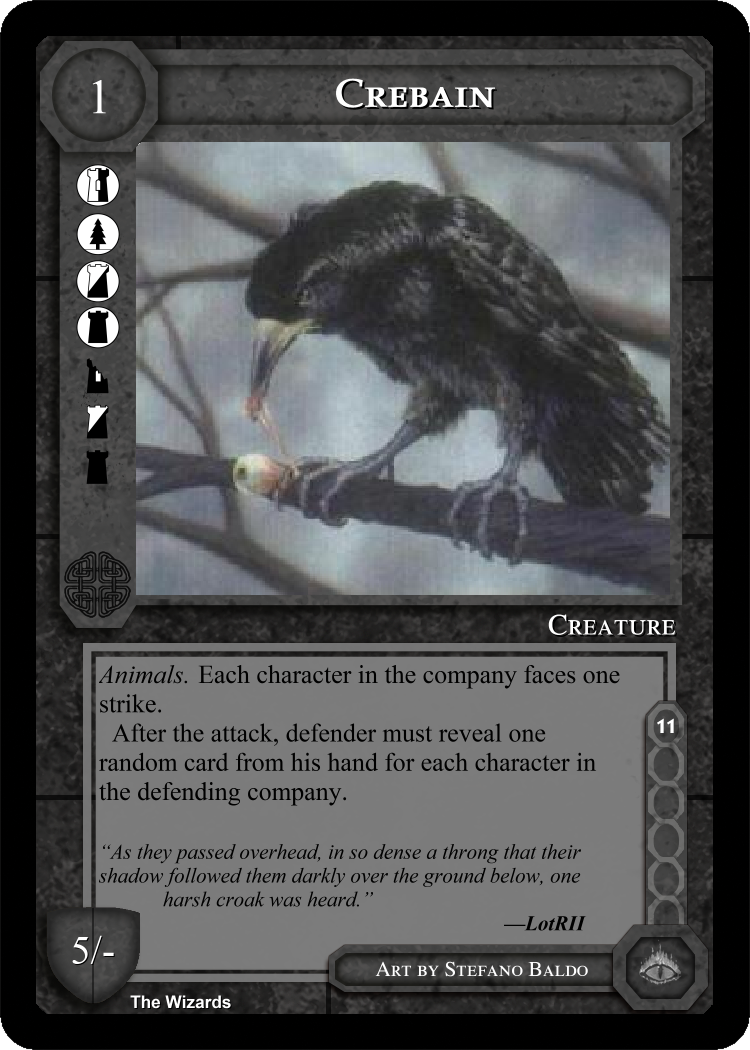 1
CREBAIN
CREATURE
Animals. Each character in the company faces one
strike.
After the attack, defender must reveal one
random card from his hand for each character in
the defending company.
11
“As they passed overhead, in so dense a throng that their
shadow followed them darkly over the ground below, one
harsh croak was heard.”
—LotRII
5/-
ART BY STEFANO BALDO
The Wizards